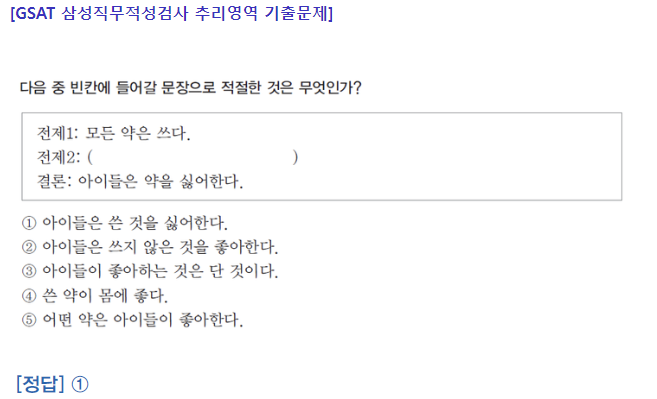 [GSAT 삼성직무적성검사 추리영역 기출문제]
다음 중 빈칸에 들어갈 문장으로 적절한 것은 무엇인가?
전제1: 모든 약은 쓰다.
전제2: ( )
결론: 아이들은 약을 싫어한다.
① 아이들은 쓴 것을 싫어한다.
② 아이들은 쓰지 않은 것을 좋아한다.
③ 아이들이 좋아하는 것은 단 것이다.
④ 쓴 약이 몸에 좋다.
⑤ 어떤 약은 아이들이 좋아한다.
[정답] ①